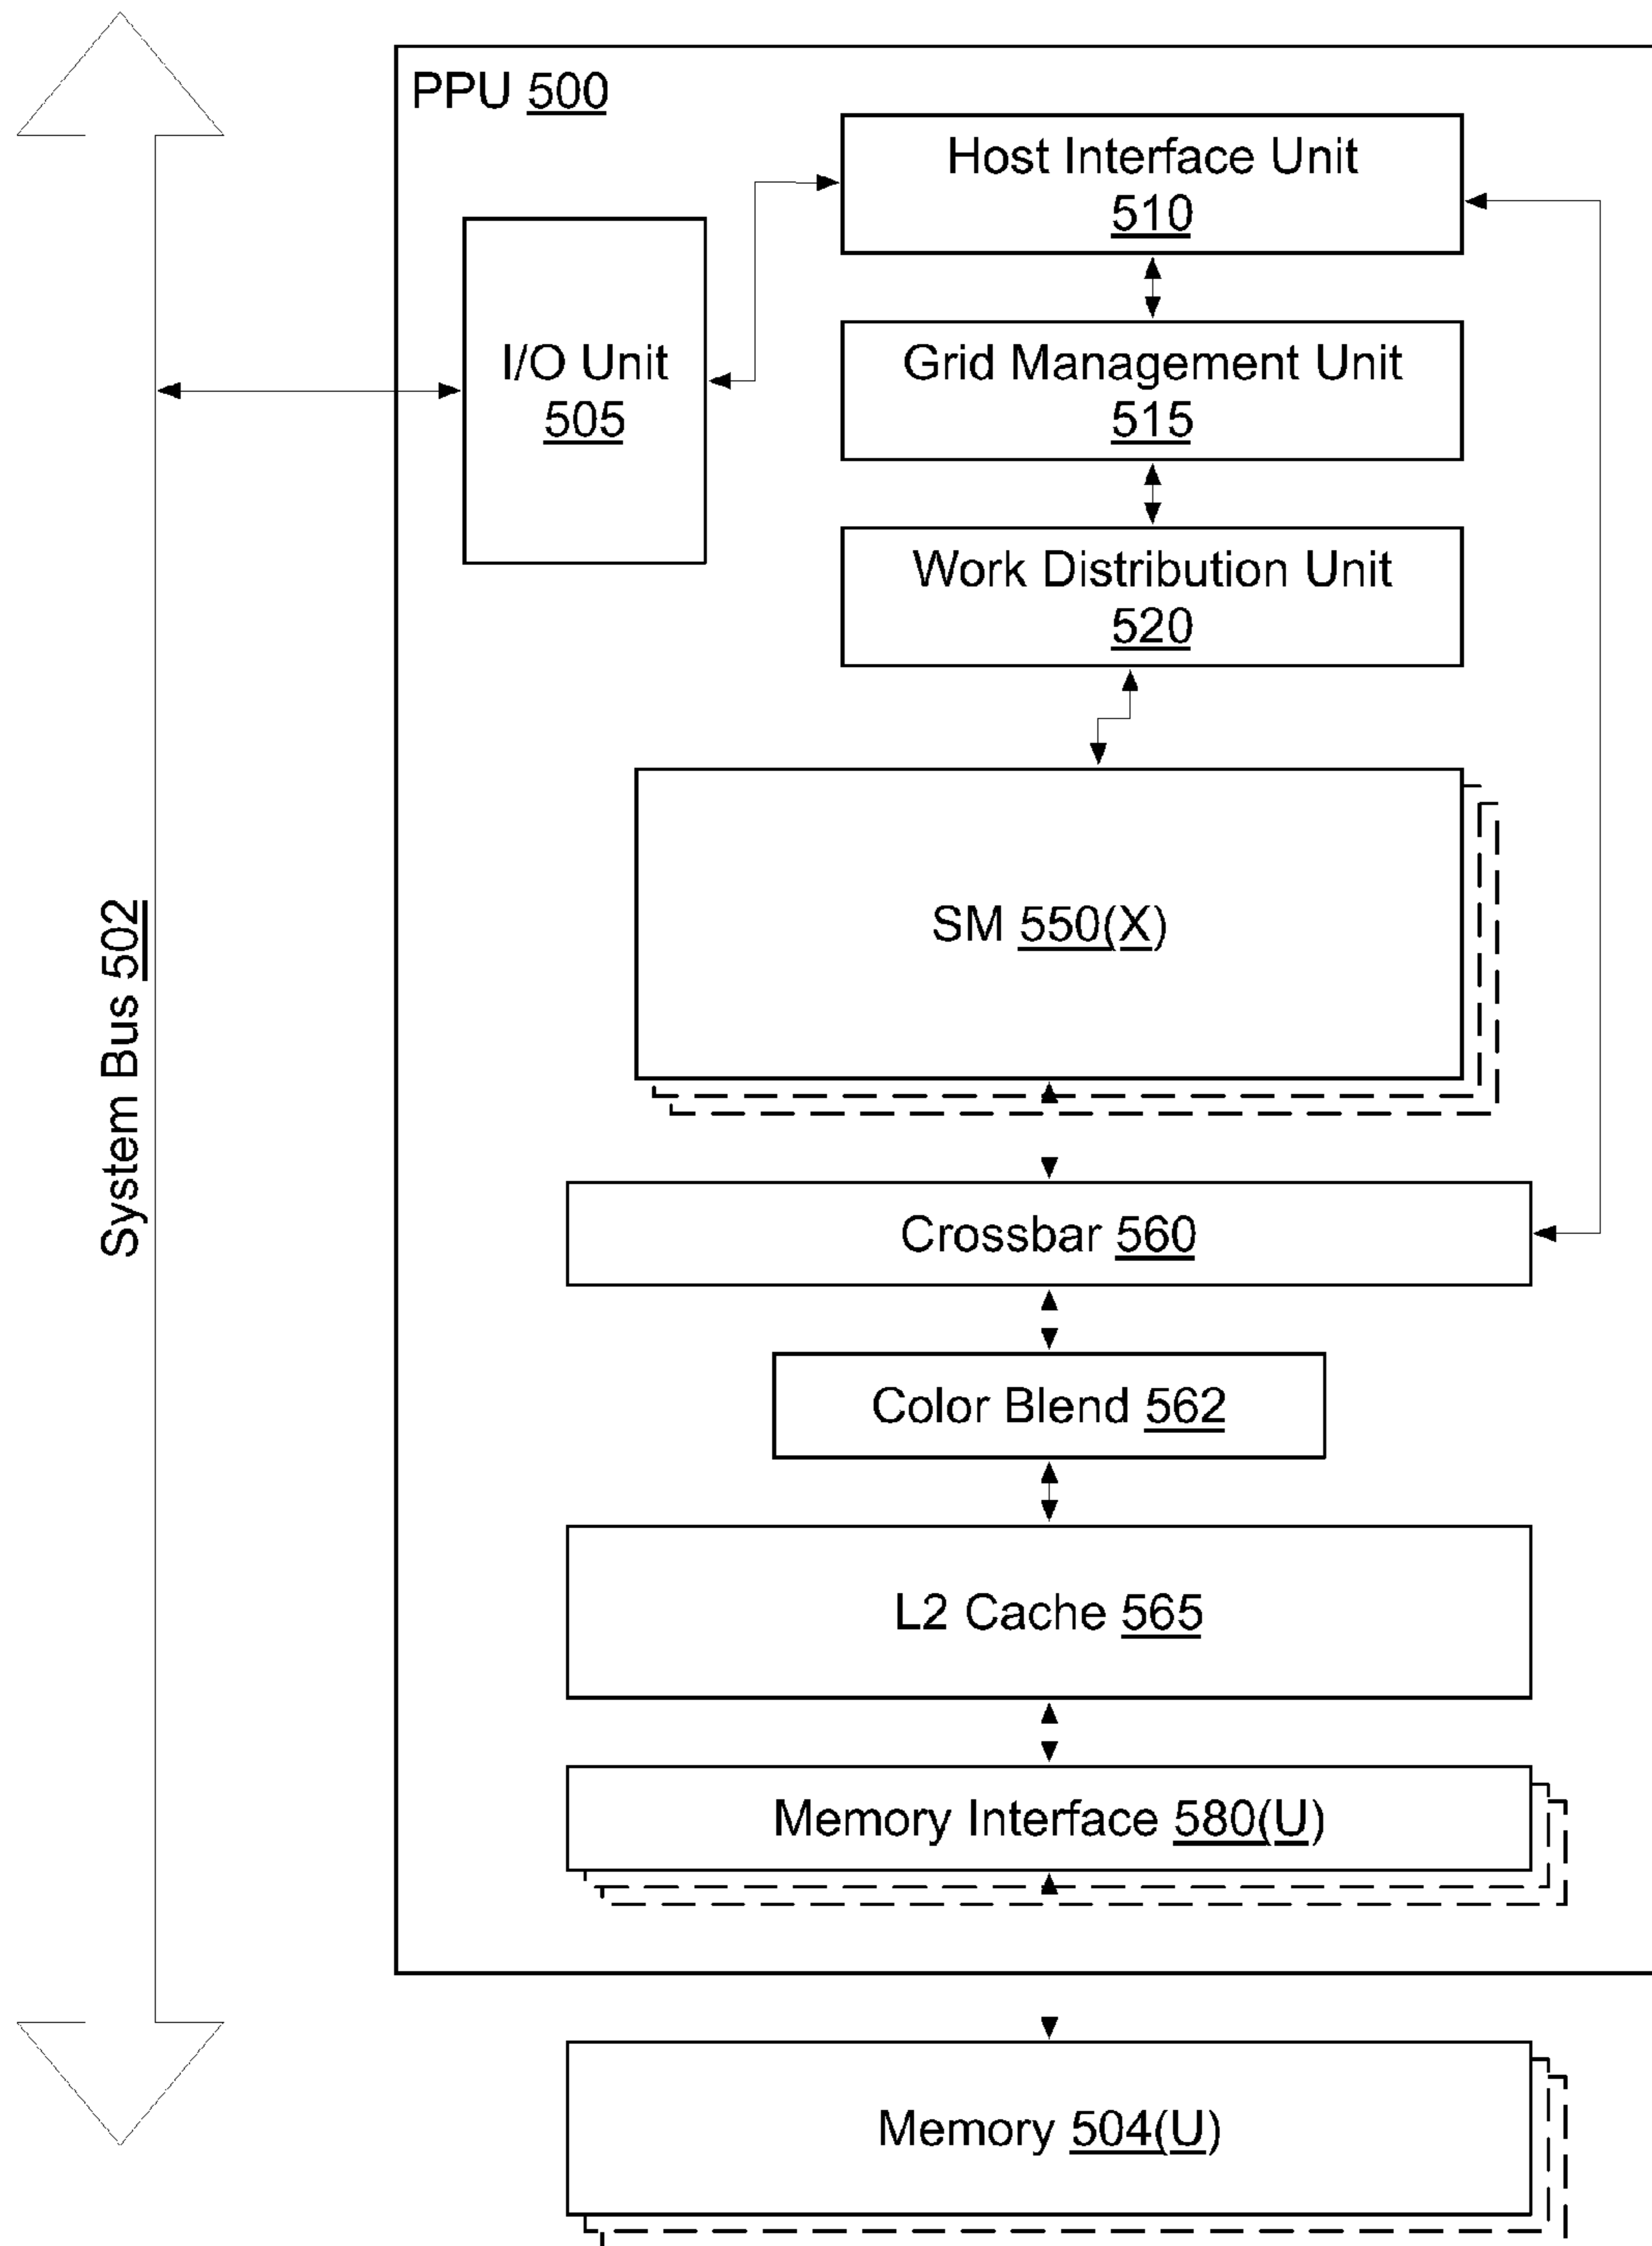 PPU 500
Host Interface Unit
510
I/O Unit
505
Grid Management Unit
515
Work Distribution Unit
520
System Bus 502
SM 550(X)
Crossbar 560
Color Blend 562
L2 Cache 565
Memory Interface 580(U)
Memory 504(U)